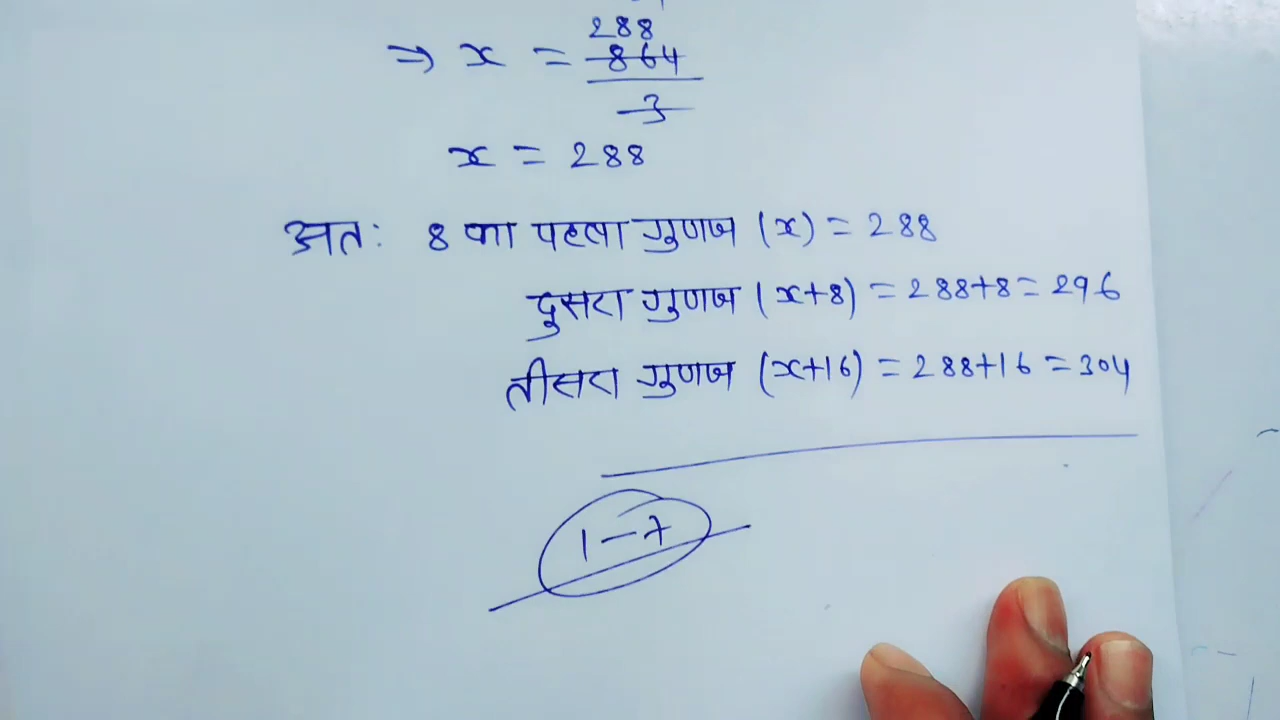 288
⇒ x = 864
3
x = 288
अतः 8 का पहला गुणज (x) = 288
दुसरा गुणज (x+8) = 288+8 = 296
तीसरा गुणज (x+16) = 288+16 = 304
1-7